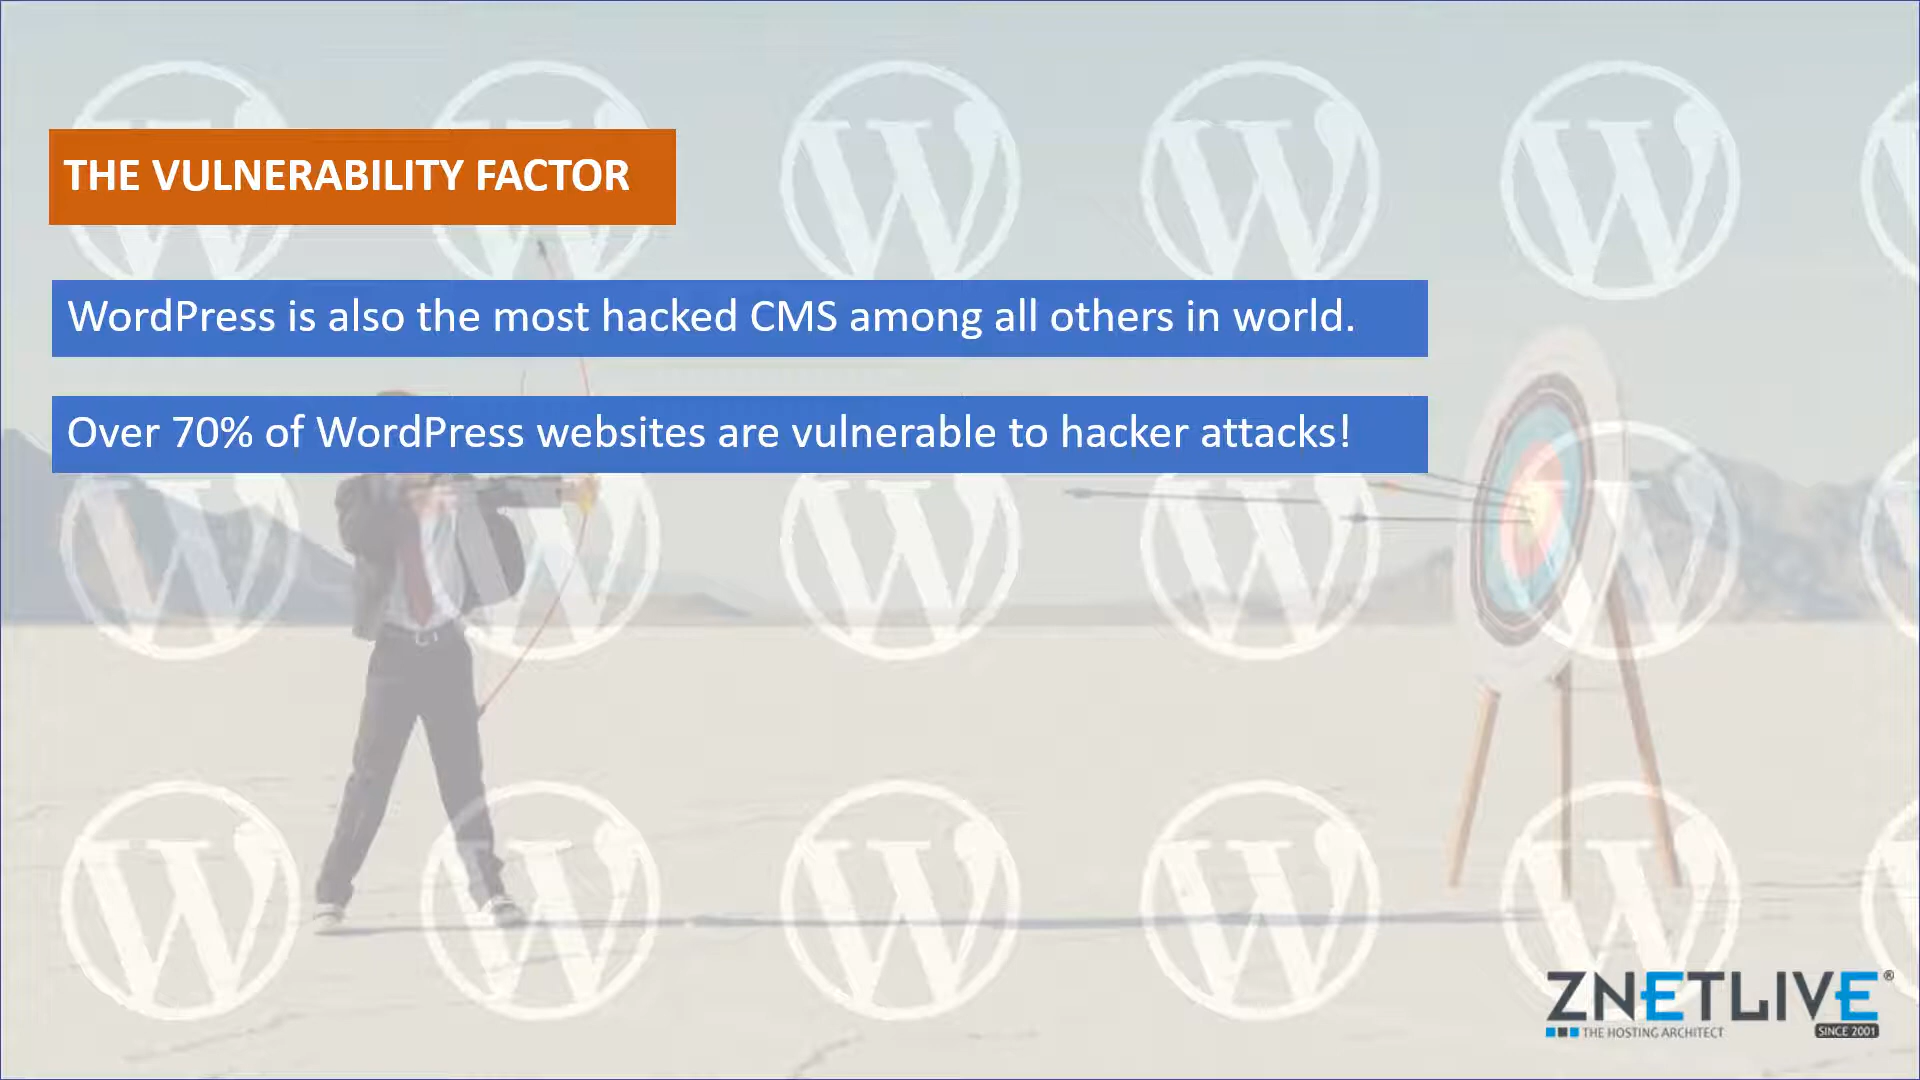 THE VULNERABILITY FACTOR
WordPress is also the most hacked CMS among all others in world.
Over 70% of WordPress websites are vulnerable to hacker attacks!
ZNETLIVE®
THE HOSTING ARCHITECT
SINCE 2001